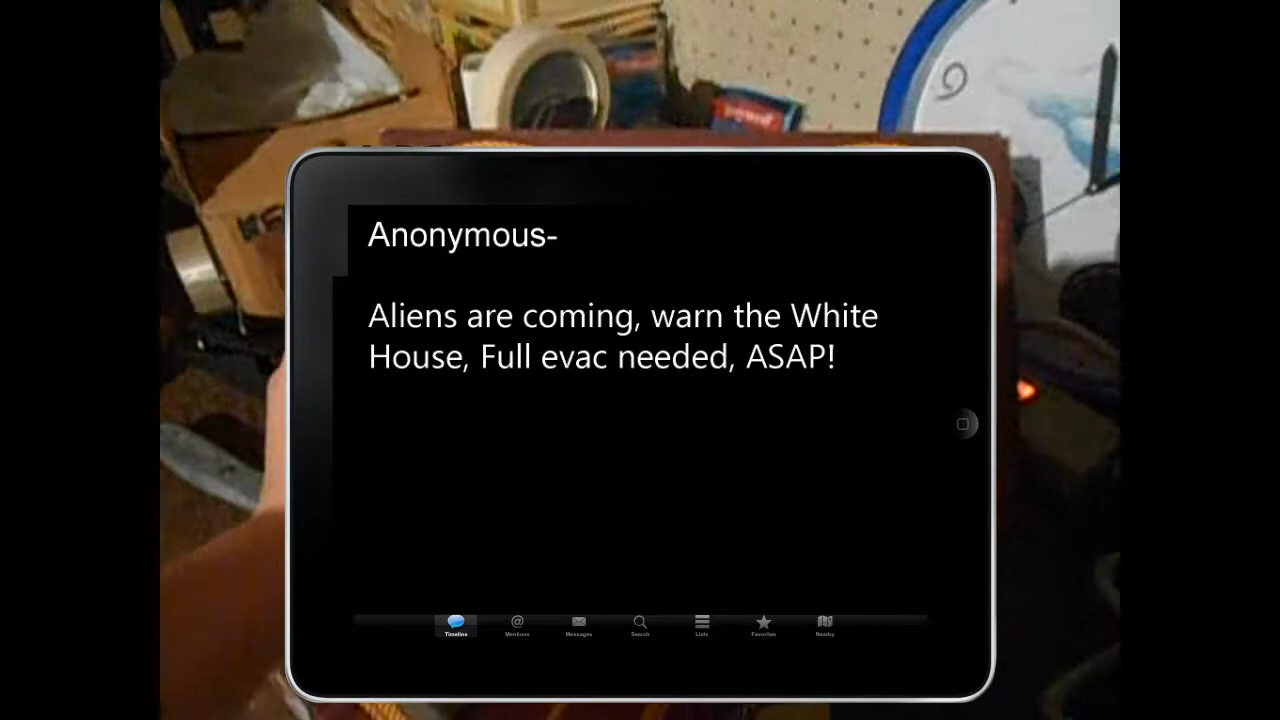 Anonymous-
Aliens are coming, warn the White
House, Full evac needed, ASAP!
Timeline
Mentions
Messages
Search
Lists
Favorites
Nearby
9